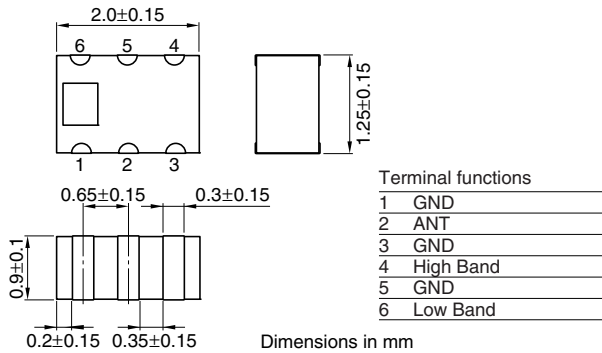 2.0±0.15
6 5 4
1 2 3
1.25±0.15
0.65±0.15 0.3±0.15
0.9±0.1
0.2±0.15 0.35±0.15
Dimensions in mm
Terminal functions
1 GND
2 ANT
3 GND
4 High Band
5 GND
6 Low Band